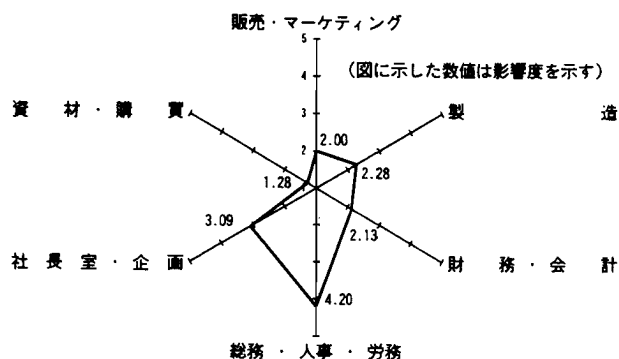 販売・マーケティング
5
4
(図に示した数値は影響度を示す)
資材・購買
3
製造
2
2.00
1.28
2.28
3.09
2.13
社長室・企画
財務・会計
4.20
総務・人事・労務